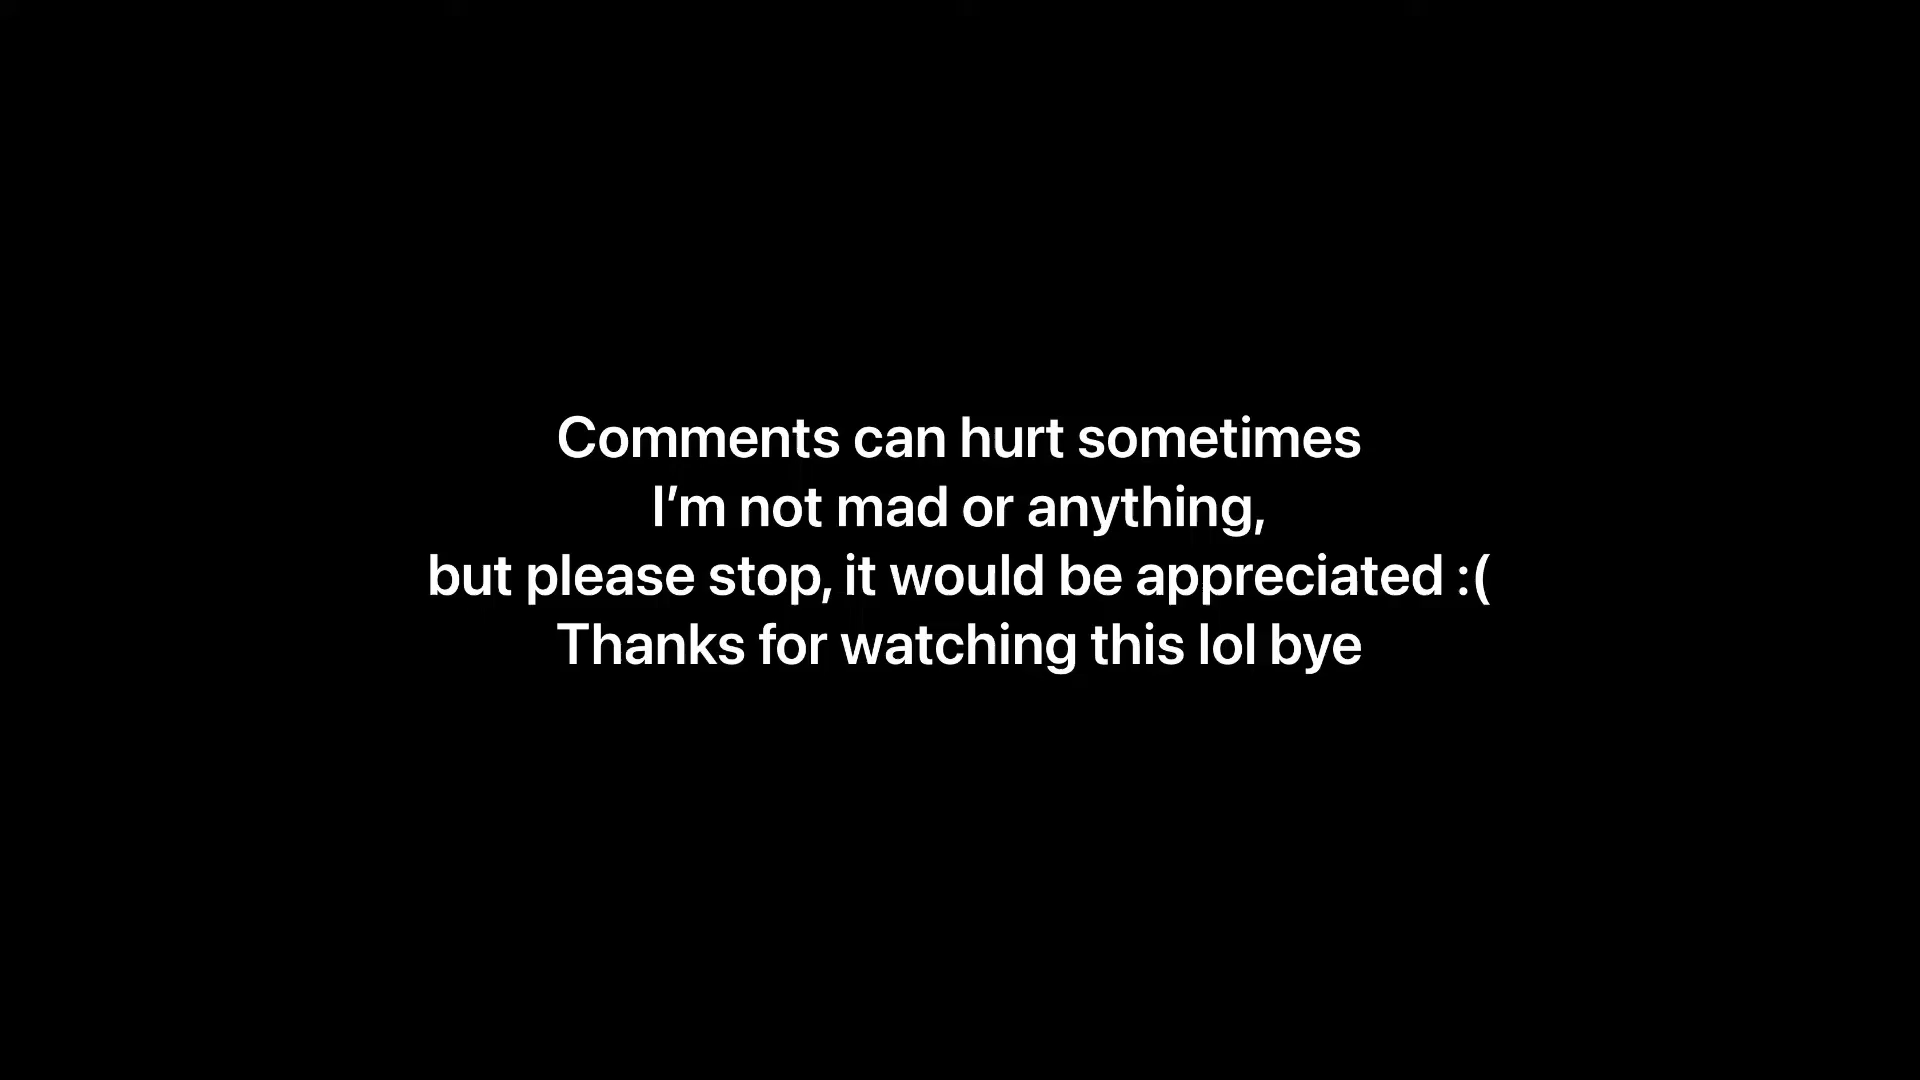 Comments can hurt sometimes
I’m not mad or anything,
but please stop, it would be appreciated :(
Thanks for watching this lol bye